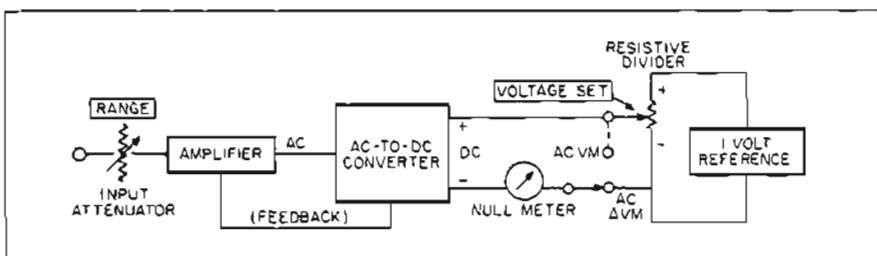 RESISTIVE
DIVIDER
+
VOLTAGE SET
RANGE
AMPLIFIER
AC
AC-TO-DC
CONVERTER
+
DC
-
AC VM
-
1 VOLT
REFERENCE
INPUT
ATTENUATOR
(FEEDBACK)
NULL METER
AC
ΔVM